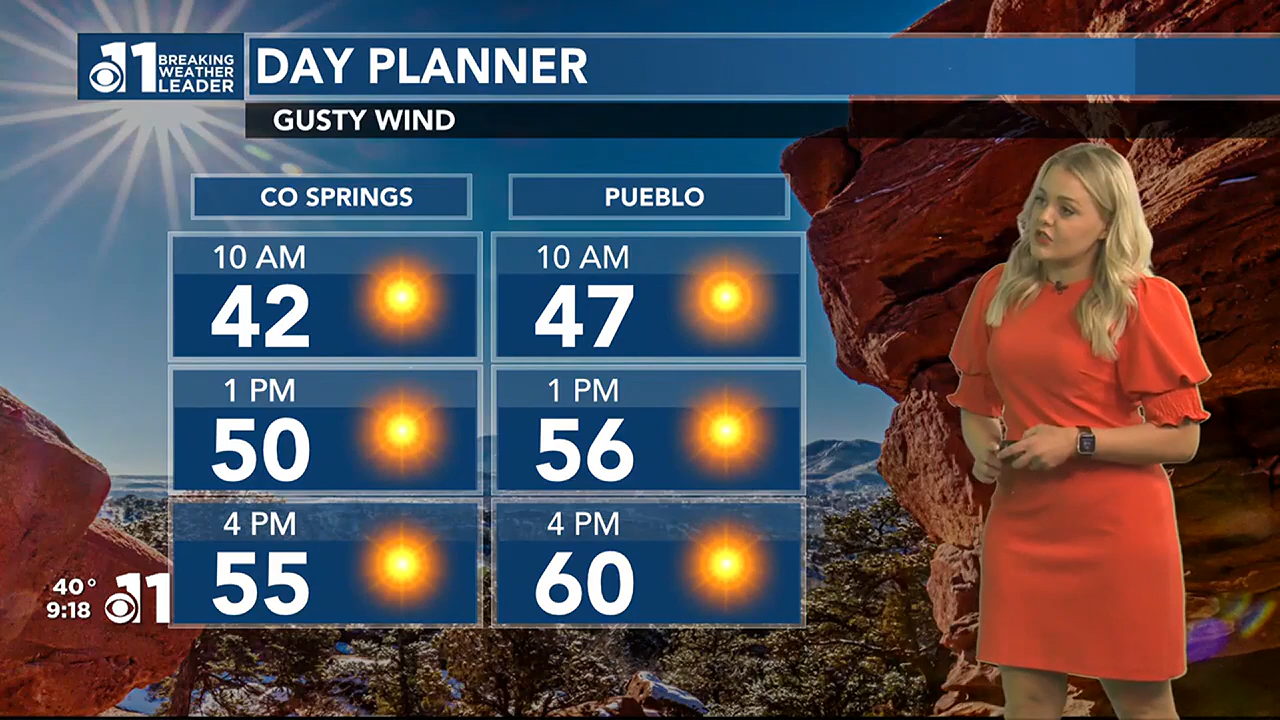 11 BREAKING WEATHER LEADER
DAY PLANNER
GUSTY WIND
CO SPRINGS
10 AM
42
1 PM
50
4 PM
55
PUEBLO
10 AM
47
1 PM
56
4 PM
60
40°
9:18
11